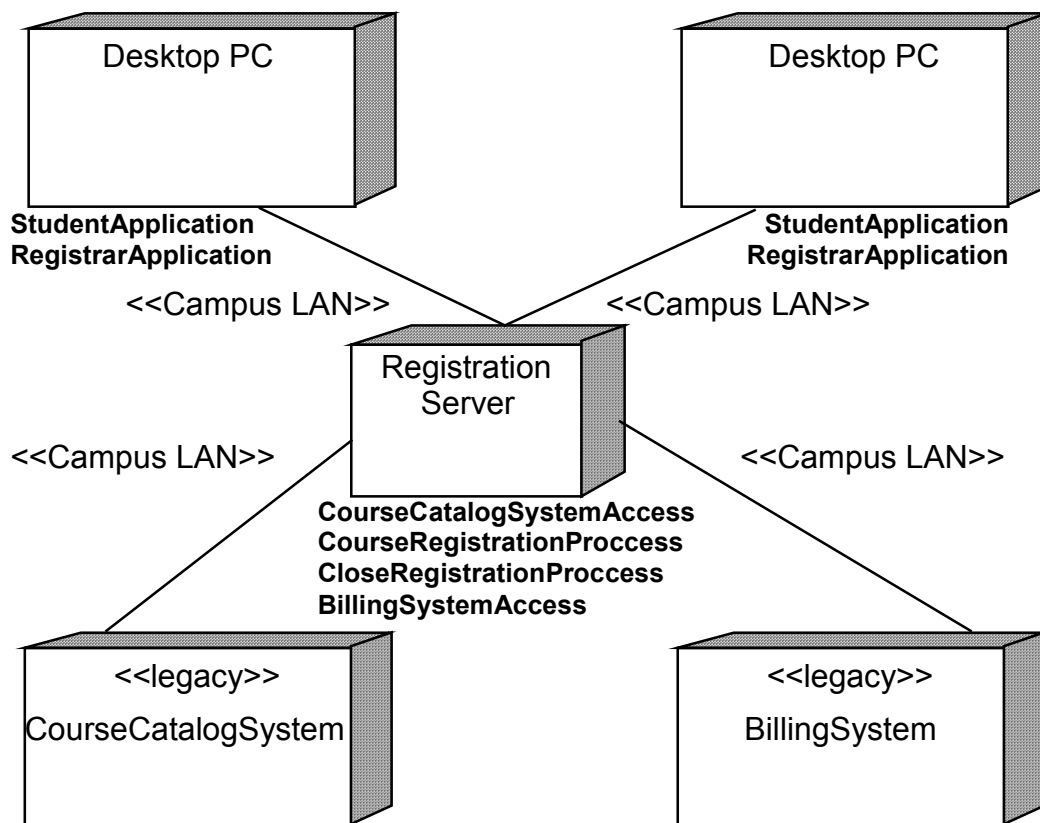 Desktop PC
Desktop PC
StudentApplication
RegistrarApplication
StudentApplication
RegistrarApplication
<<Campus LAN>>
<<Campus LAN>>
Registration
Server
<<Campus LAN>>
<<Campus LAN>>
CourseCatalogSystemAccess
CourseRegistrationProccess
CloseRegistrationProccess
BillingSystemAccess
<<legacy>>
CourseCatalogSystem
<<legacy>>
BillingSystem